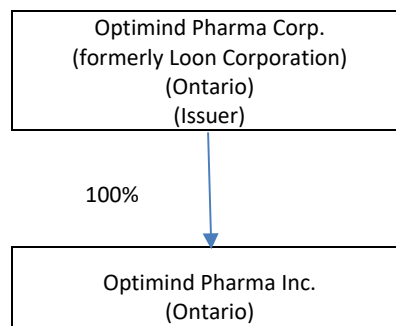 Optimind Pharma Corp.
(formerly Loon Corporation)
(Ontario)
(Issuer)
100%
Optimind Pharma Inc.
(Ontario)